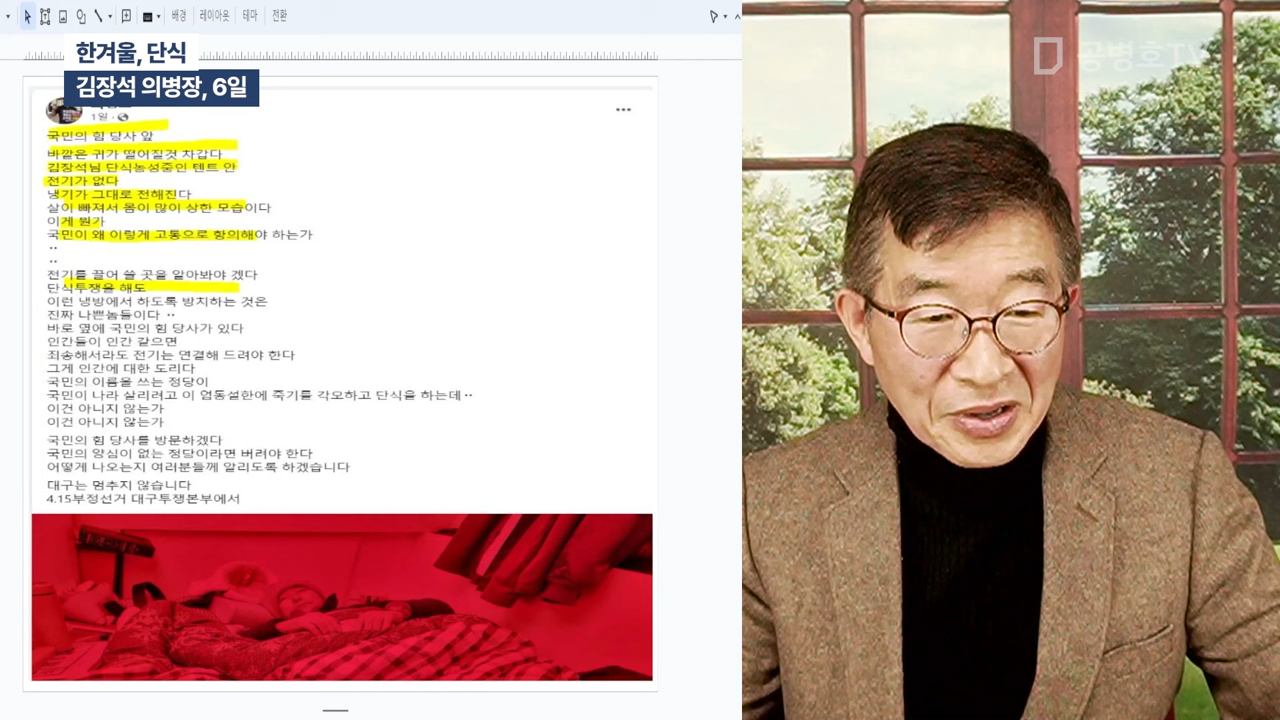 배경 레이아웃 테마 전환
한겨울, 단식
김장석 의병장, 6일
공병호TV
1월 ·
국민의 힘 당사 앞
바깥은 귀가 떨어질것 차갑다
김장석님 단식농성중인 텐트 안
전기가 없다
냉기가 그대로 전해진다
살이 빠져서 몸이 많이 상한 모습이다
이게 뭔가
국민이 왜 이렇게 고통으로 항의해야 하는가
..
..
전기를 끌어 쓸 곳을 알아봐야 겠다
단식투쟁을 해도
이런 냉방에서 하도록 방치하는 것은
진짜 나쁜놈들이다 ..
바로 옆에 국민의 힘 당사가 있다
인간들이 인간 같으면
죄송해서라도 전기는 연결해 드려야 한다
그게 인간에 대한 도리다
국민의 이름을 쓰는 정당이
국민이 나라 살리려고 이 엄동설한에 죽기를 각오하고 단식을 하는데..
이건 아니지 않는가
이건 아니지 않는가
국민의 힘 당사를 방문하겠다
국민의 양심이 없는 정당이라면 버려야 한다
어떻게 나오는지 여러분들께 알리도록 하겠습니다
대구는 멈추지 않습니다
4.15부정선거 대구투쟁본부에서